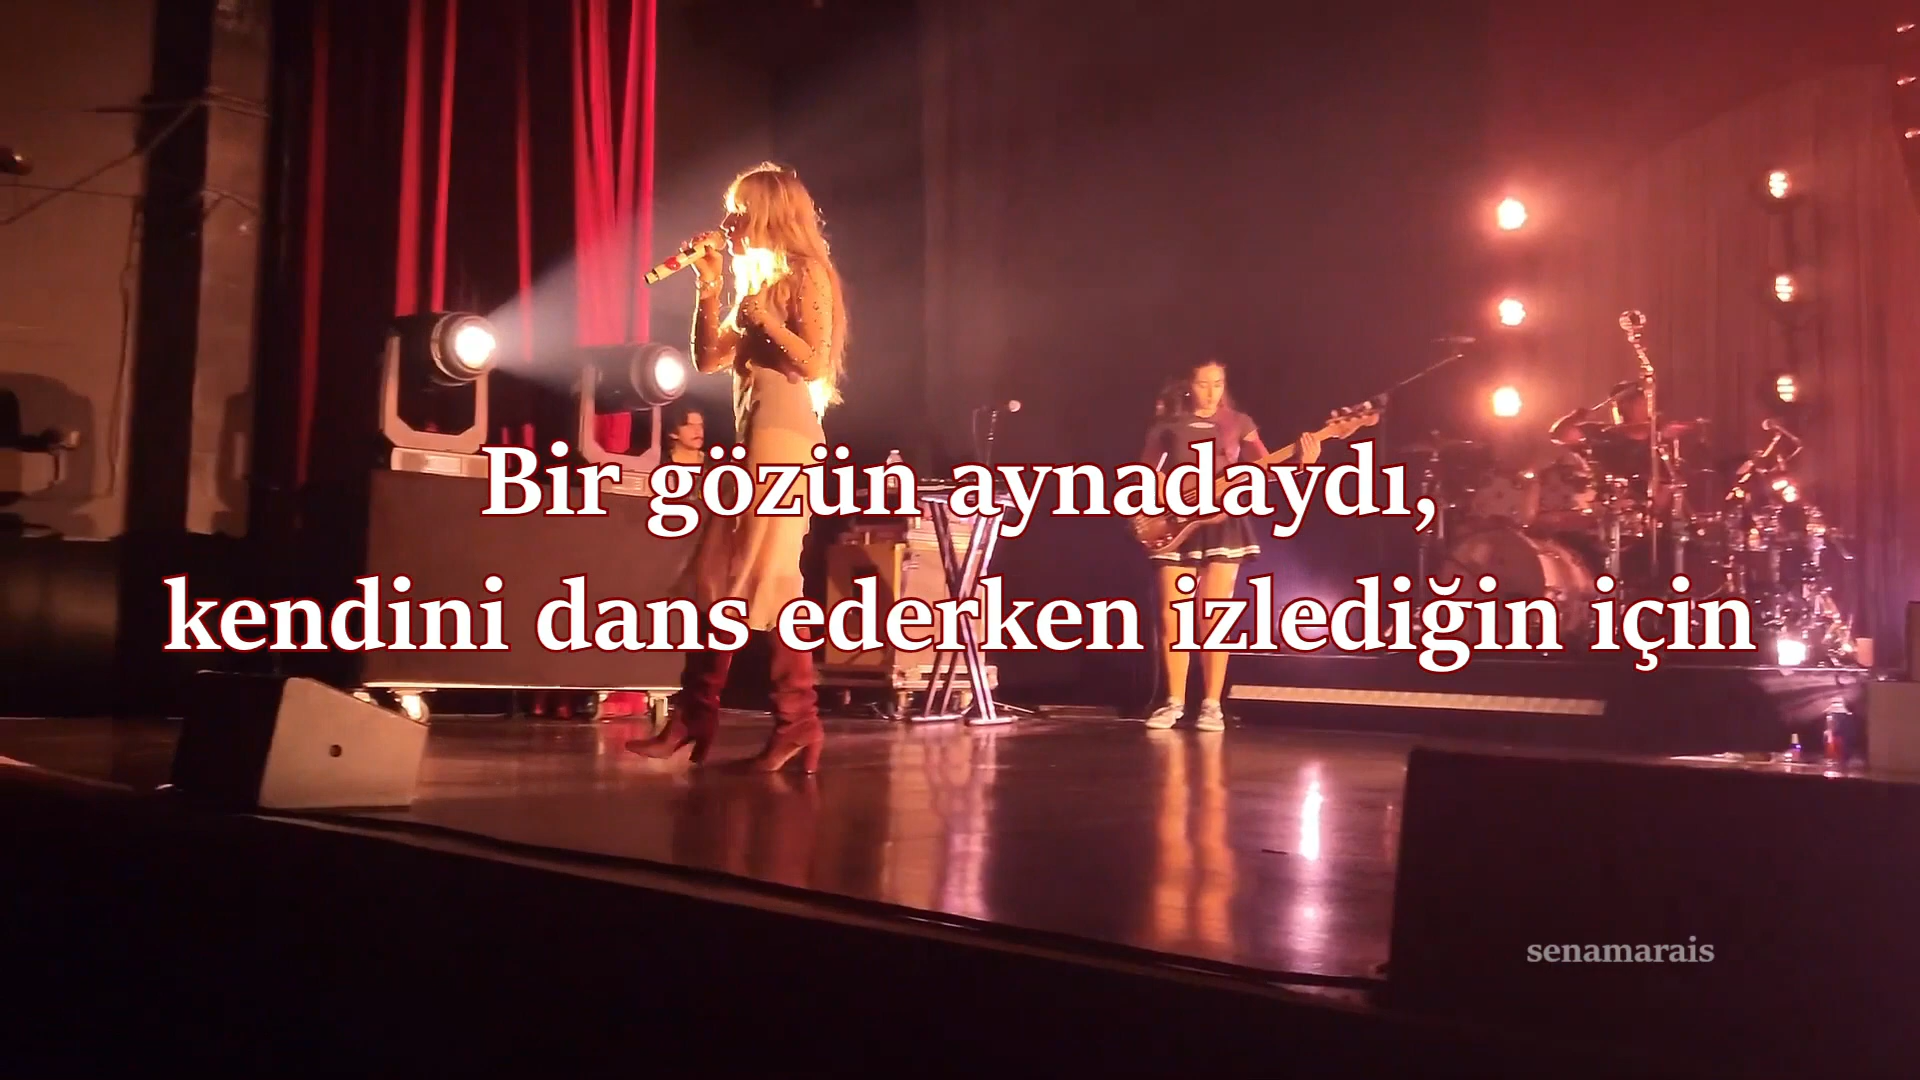 Bir gözün aynadaydı,
kendini dans ederken izlediğin için
senamarais